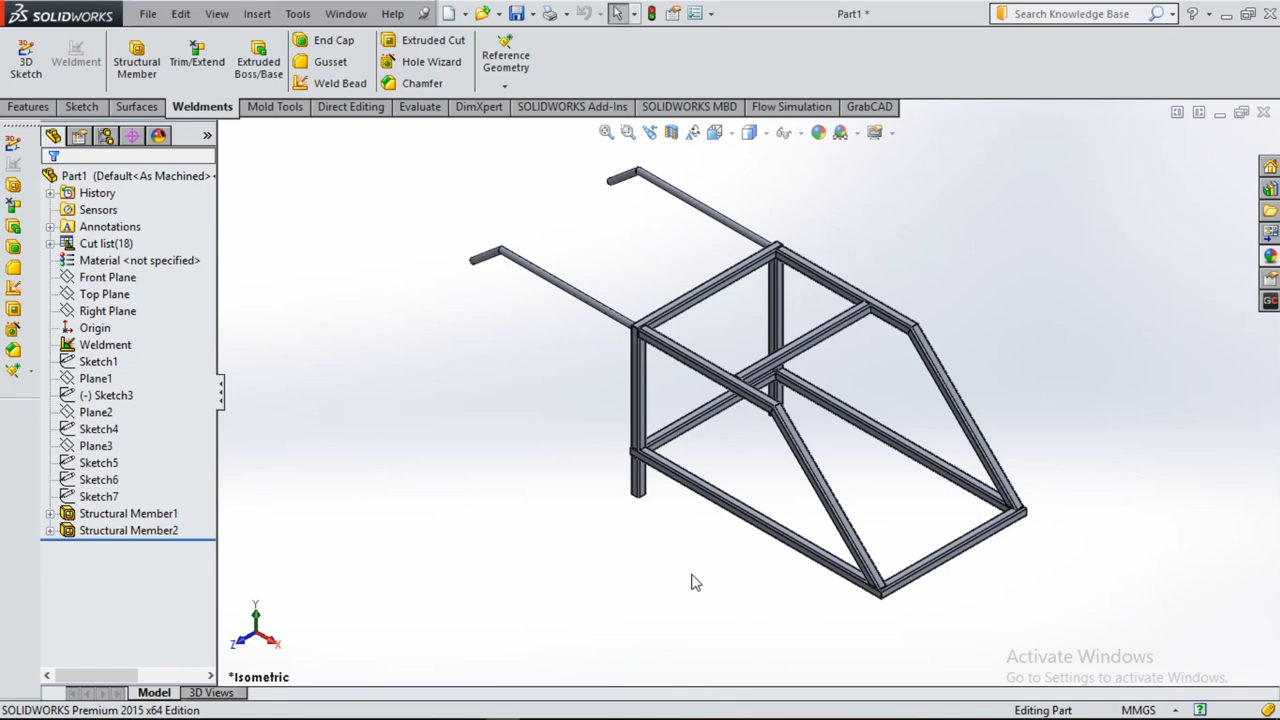 SOLIDWORKS File Edit View Insert Tools Window Help Part1 * Search Knowledge Base
3D Sketch Weldment Structural Member Trim/Extend Extruded Boss/Base End Cap Gusset Weld Bead Extruded Cut Hole Wizard Chamfer Reference Geometry
Features Sketch Surfaces Weldments Mold Tools Direct Editing Evaluate DimXpert SOLIDWORKS Add-Ins SOLIDWORKS MBD Flow Simulation GrabCAD
Part1 (Default<As Machined>
History
Sensors
Annotations
Cut list(18)
Material <not specified>
Front Plane
Top Plane
Right Plane
Origin
Weldment
Sketch1
Plane1
(-) Sketch3
Plane2
Sketch4
Plane3
Sketch5
Sketch6
Sketch7
Structural Member1
Structural Member2
Y
Z X
*Isometric
Activate Windows
Go to Settings to activate Windows.
Model 3D Views
SOLIDWORKS Premium 2015 x64 Edition Editing Part MMGS